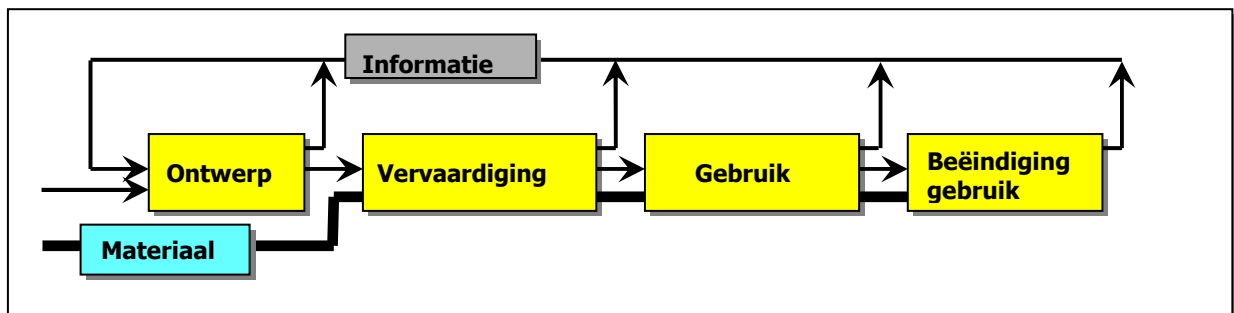 Informatie
Ontwerp
Vervaardiging
Gebruik
Beëindiging
gebruik
Materiaal